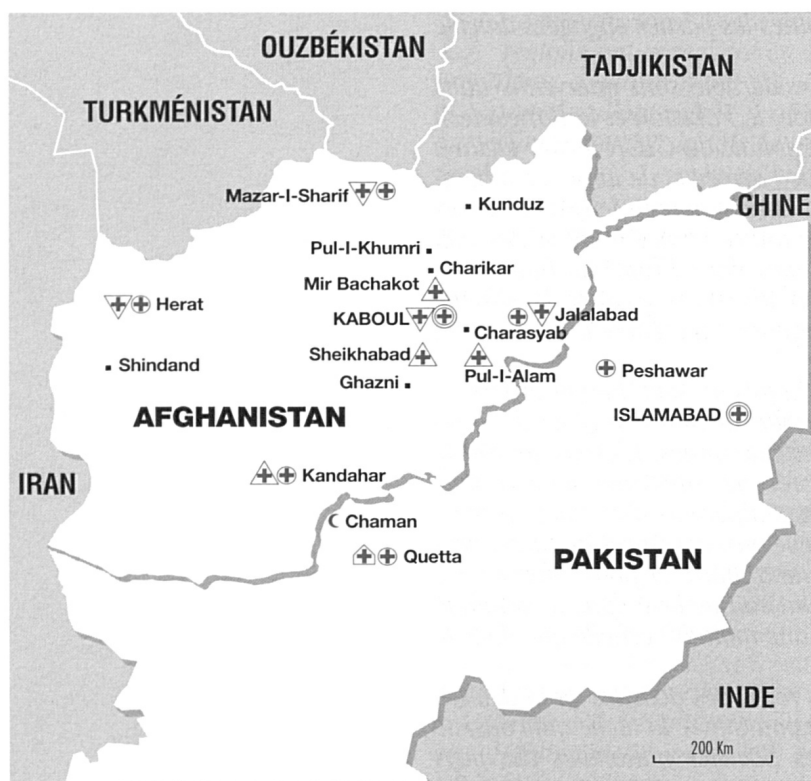 OUZBÉKISTAN
TADJIKISTAN
TURKMÉNISTAN
Mazar-I-Sharif
Kunduz
CHINE
Pul-I-Khumri
Charikar
Mir Bachakot
Herat
KABOUL
Jalalabad
Charasyab
Shindand
Sheikhabad
Pul-I-Alam
Peshawar
Ghazni
ISLAMABAD
AFGHANISTAN
IRAN
Kandahar
Chaman
Quetta
PAKISTAN
INDE
200 Km